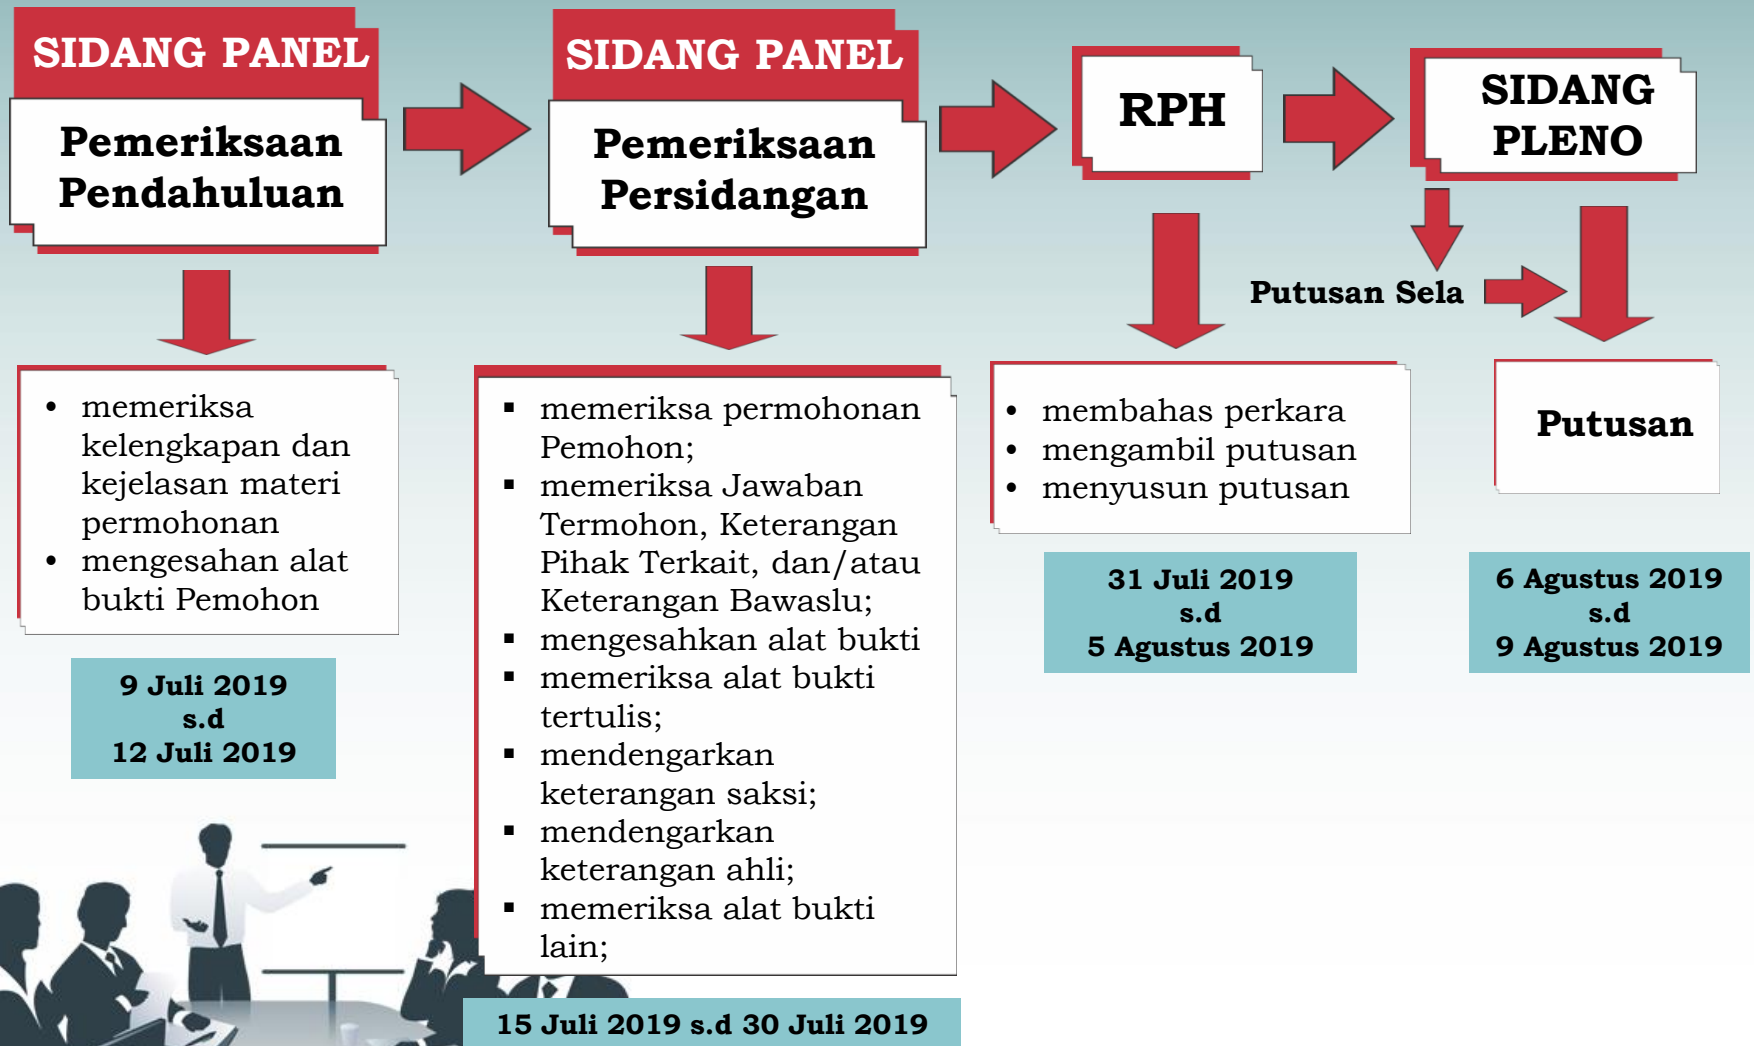 SIDANG PANEL
Pemeriksaan
Pendahuluan
• memeriksa
kelengkapan dan
kejelasan materi
permohonan
• mengesahan alat
bukti Pemohon
9 Juli 2019
s.d
12 Juli 2019
SIDANG PANEL
Pemeriksaan
Persidangan
▪ memeriksa permohonan
Pemohon;
▪ memeriksa Jawaban
Termohon, Keterangan
Pihak Terkait, dan/atau
Keterangan Bawaslu;
▪ mengesahkan alat bukti
▪ memeriksa alat bukti
tertulis;
▪ mendengarkan
keterangan saksi;
▪ mendengarkan
keterangan ahli;
▪ memeriksa alat bukti
lain;
15 Juli 2019 s.d 30 Juli 2019
RPH
• membahas perkara
• mengambil putusan
• menyusun putusan
31 Juli 2019
s.d
5 Agustus 2019
SIDANG
PLENO
Putusan Sela
Putusan
6 Agustus 2019
s.d
9 Agustus 2019